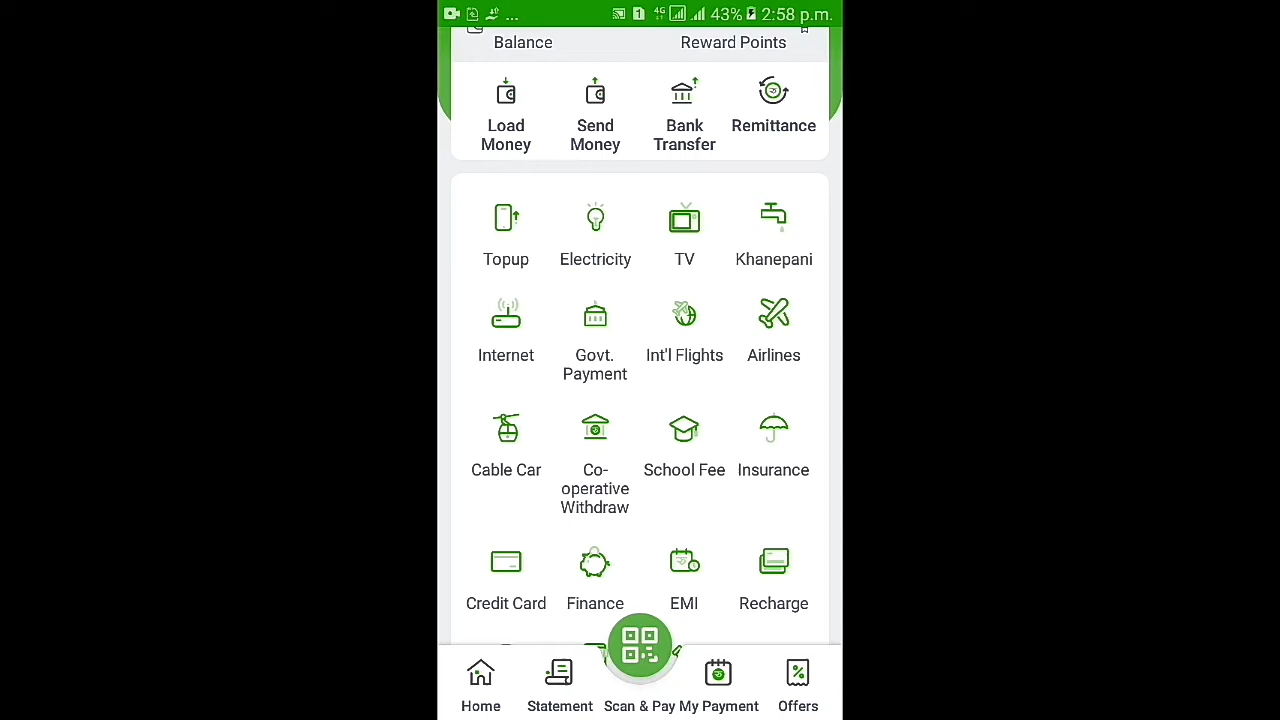 ... 1 4G 43% 2:58 p.m.
Balance Reward Points
Load Send Bank Remittance
Money Money Transfer
Topup Electricity TV Khanepani
Internet Govt. Int'l Flights Airlines
Payment
Cable Car Co- School Fee Insurance
operative
Withdraw
Credit Card Finance EMI Recharge
Home Statement Scan & Pay My Payment Offers